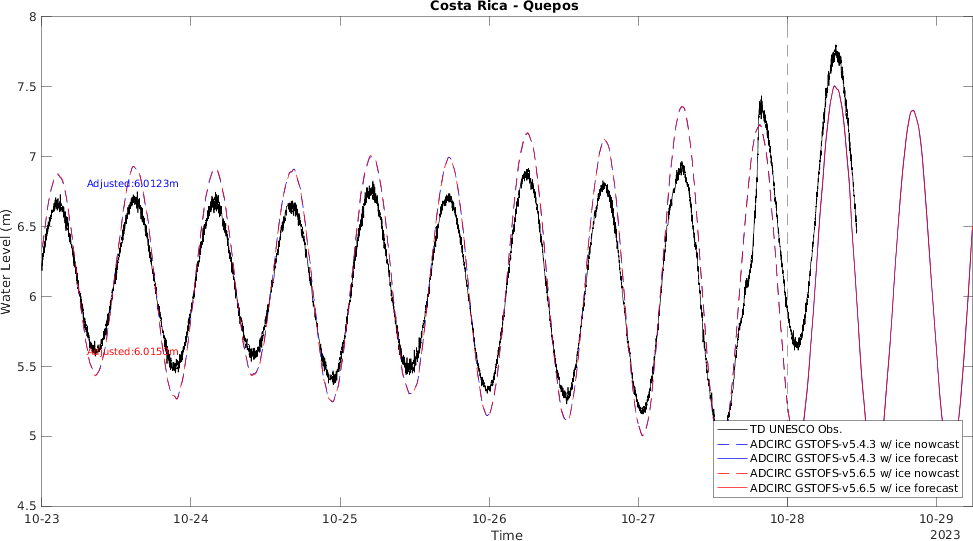 Costa Rica - Quepos
8
7.5
7
6.5
6
5.5
5
4.5
Water Level (m)
Adjusted:6.0123m
Adjusted:6.0150m
TD UNESCO Obs.
ADCIRC GSTOFS-v5.4.3 w/ ice nowcast
ADCIRC GSTOFS-v5.4.3 w/ ice forecast
ADCIRC GSTOFS-v5.6.5 w/ ice nowcast
ADCIRC GSTOFS-v5.6.5 w/ ice forecast
10-23 10-24 10-25 10-26 10-27 10-28 10-29
Time
2023